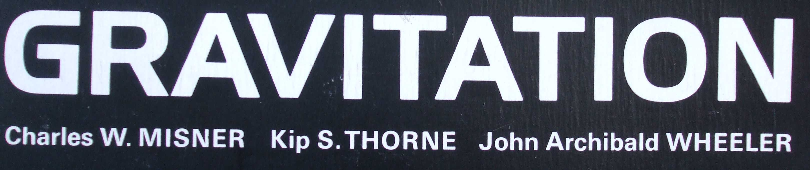 GRAVITATION
Charles W. MISNER Kip S. THORNE John Archibald WHEELER